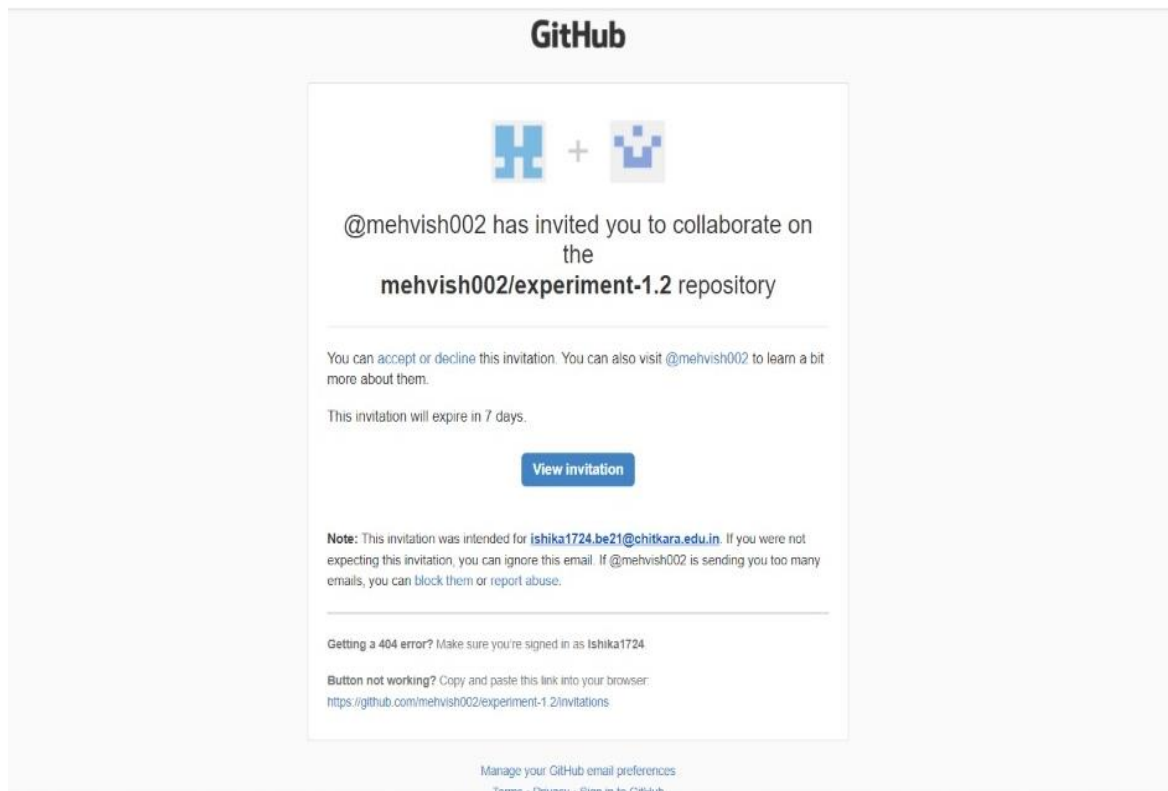 GitHub
@mehvish002 has invited you to collaborate on
the
mehvish002/experiment-1.2 repository
You can accept or decline this invitation. You can also visit @mehvish002 to learn a bit
more about them.
This invitation will expire in 7 days.
View invitation
Note: This invitation was intended for ishika1724.be21@chitkara.edu.in. If you were not
expecting this invitation, you can ignore this email. If @mehvish002 is sending you too many
emails, you can block them or report abuse.
Getting a 404 error? Make sure you're signed in as Ishika1724
Button not working? Copy and paste this link into your browser:
https://github.com/mehvish002/experiment-1.2/invitations
Manage your GitHub email preferences
Terms · Privacy · Sign in to GitHub